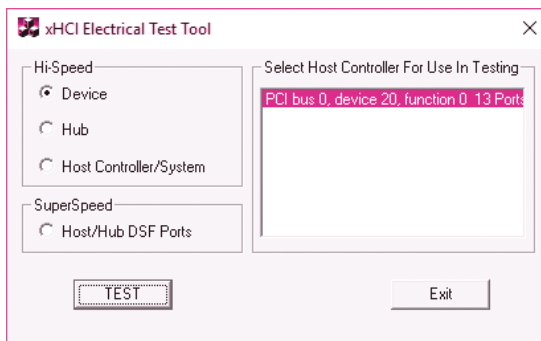 xHCI Electrical Test Tool
Hi-Speed
Device
Hub
Host Controller/System
SuperSpeed
Host/Hub DSF Ports
Select Host Controller For Use In Testing
PCI bus 0, device 20, function 0 13 Ports
TEST
Exit